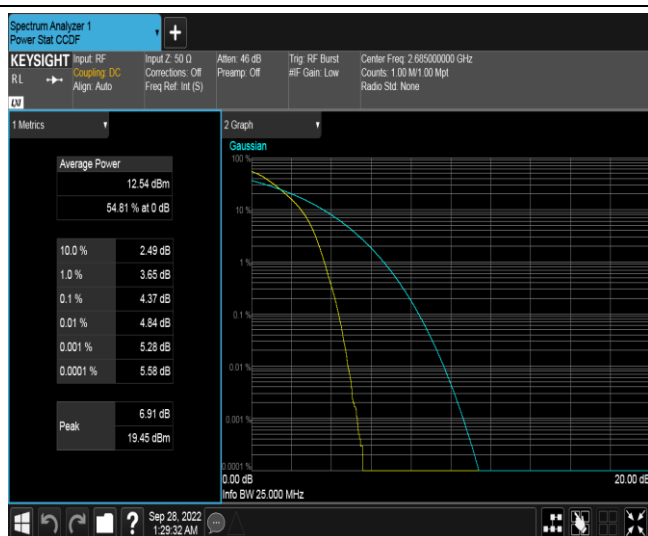 Spectrum Analyzer 1
Power Stat CCDF
KEYSIGHT
RL
LXI
Input: RF
Coupling: DC
Align: Auto
Input Z: 50 Ω
Corrections: Off
Freq Ref: Int (S)
Atten: 46 dB
Preamp: Off
Trig: RF Burst
#IF Gain: Low
Center Freq: 2.685000000 GHz
Counts: 1.00 M/1.00 Mpt
Radio Std: None
1 Metrics
Average Power
12.54 dBm
54.81 % at 0 dB
10.0 % 2.49 dB
1.0 % 3.65 dB
0.1 % 4.37 dB
0.01 % 4.84 dB
0.001 % 5.28 dB
0.0001 % 5.58 dB
Peak
6.91 dB
19.45 dBm
2 Graph
Gaussian
100 %
10 %
1 %
0.1 %
0.01 %
0.001 %
0.0001 %
0.00 dB 20.00 dB
Info BW 25.000 MHz
?
Sep 28, 2022
1:29:32 AM